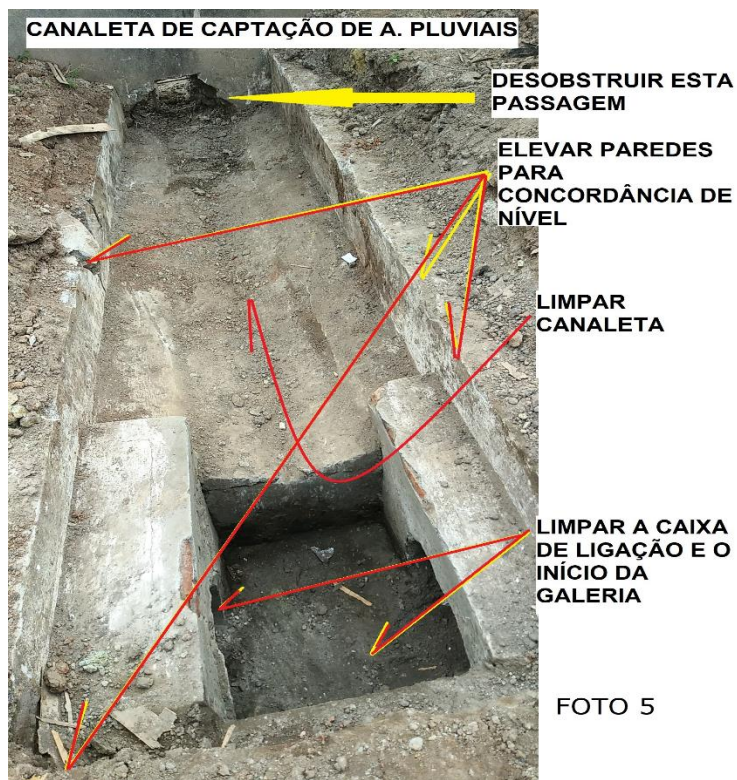 CANALETA DE CAPTAÇÃO DE A. PLUVIAIS
DESOBSTRUIR ESTA
PASSAGEM
ELEVAR PAREDES
PARA
CONCORDÂNCIA DE
NÍVEL
LIMPAR
CANALETA
LIMPAR A CAIXA
DE LIGAÇÃO E O
INÍCIO DA
GALERIA
FOTO 5